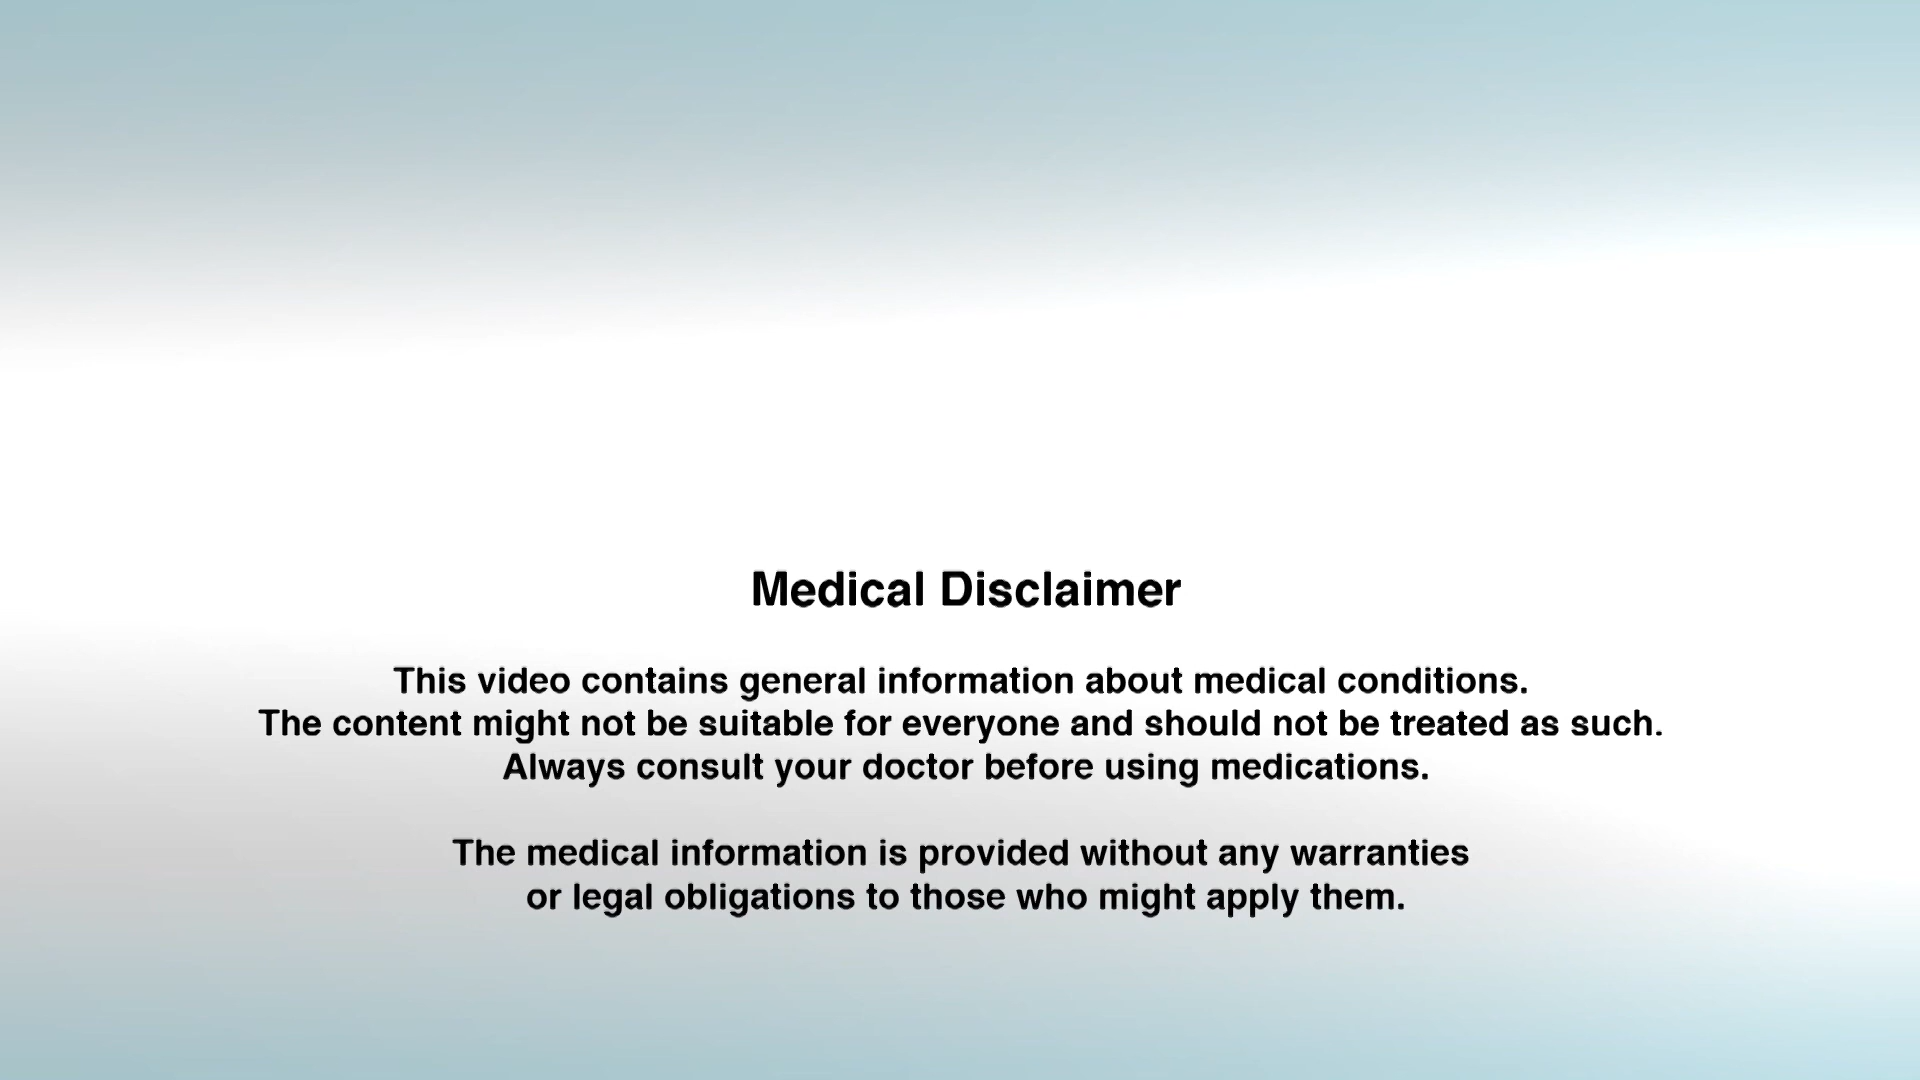 Medical Disclaimer
This video contains general information about medical conditions.
The content might not be suitable for everyone and should not be treated as such.
Always consult your doctor before using medications.
The medical information is provided without any warranties
or legal obligations to those who might apply them.